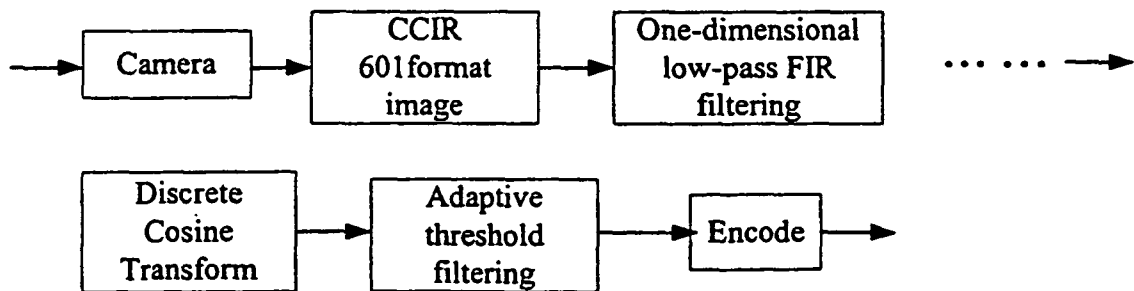 Camera
CCIR
601format
image
One-dimensional
low-pass FIR
filtering
... ...
Discrete
Cosine
Transform
Adaptive
threshold
filtering
Encode